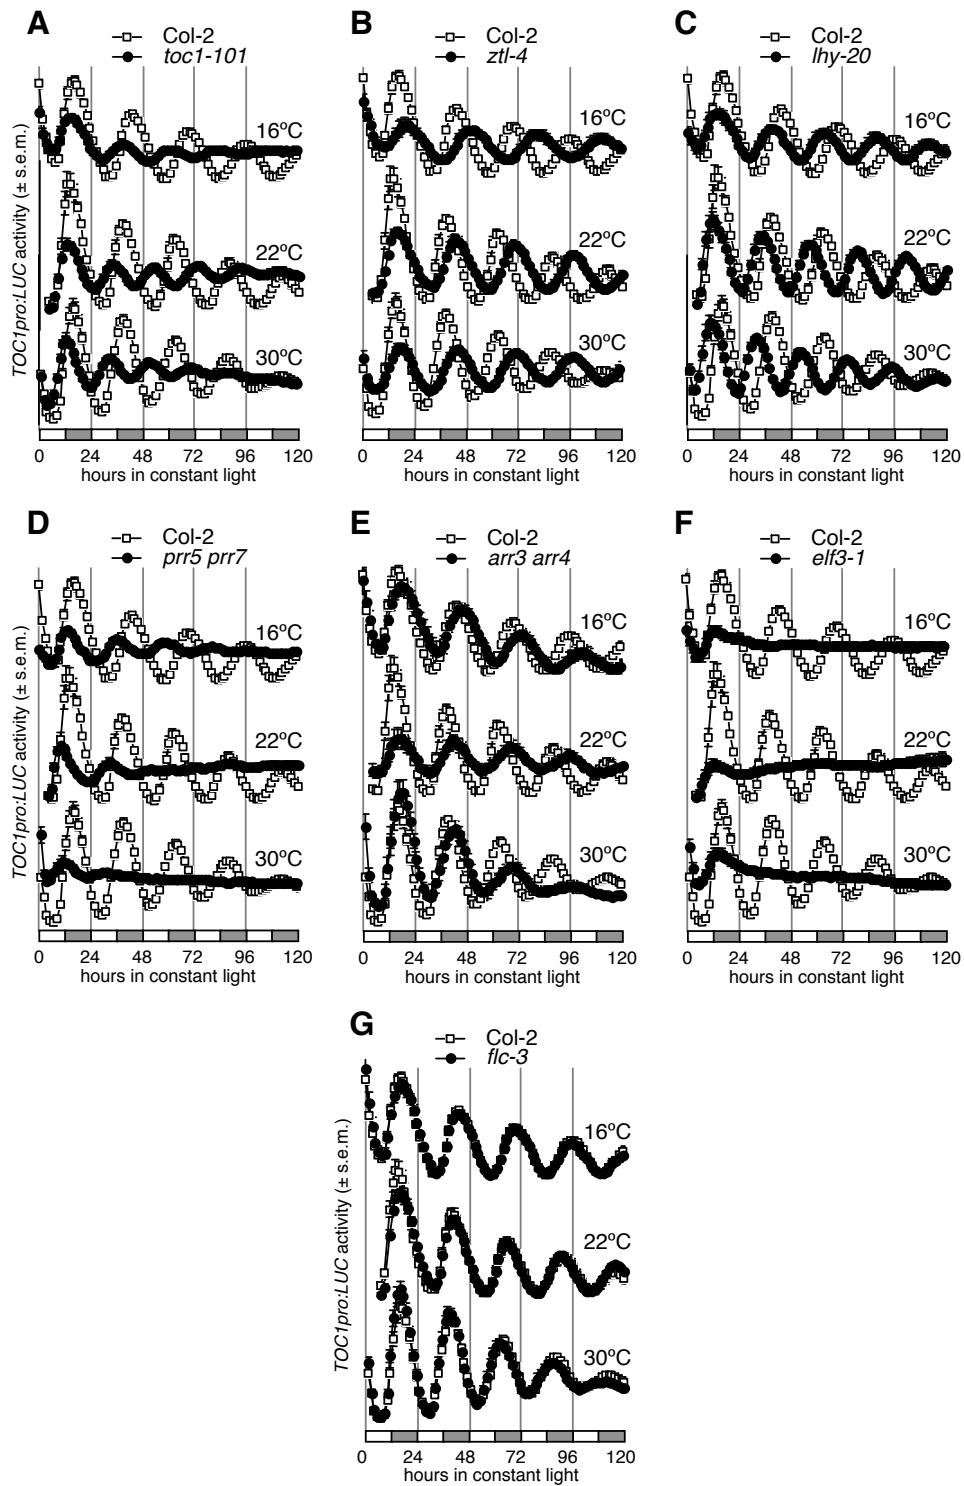 A
Col-2
toc1-101
16ºC
22ºC
30ºC
TOC1pro:LUC activity (± s.e.m.)
0 24 48 72 96 120
hours in constant light
B
Col-2
ztl-4
16ºC
22ºC
30ºC
0 24 48 72 96 120
hours in constant light
C
Col-2
lhy-20
16ºC
22ºC
30ºC
0 24 48 72 96 120
hours in constant light
D
Col-2
prr5 prr7
16ºC
22ºC
30ºC
TOC1pro:LUC activity (± s.e.m.)
0 24 48 72 96 120
hours in constant light
E
Col-2
arr3 arr4
16ºC
22ºC
30ºC
0 24 48 72 96 120
hours in constant light
F
Col-2
elf3-1
16ºC
22ºC
30ºC
0 24 48 72 96 120
hours in constant light
G
Col-2
flc-3
16ºC
22ºC
30ºC
TOC1pro:LUC activity (± s.e.m.)
0 24 48 72 96 120
hours in constant light